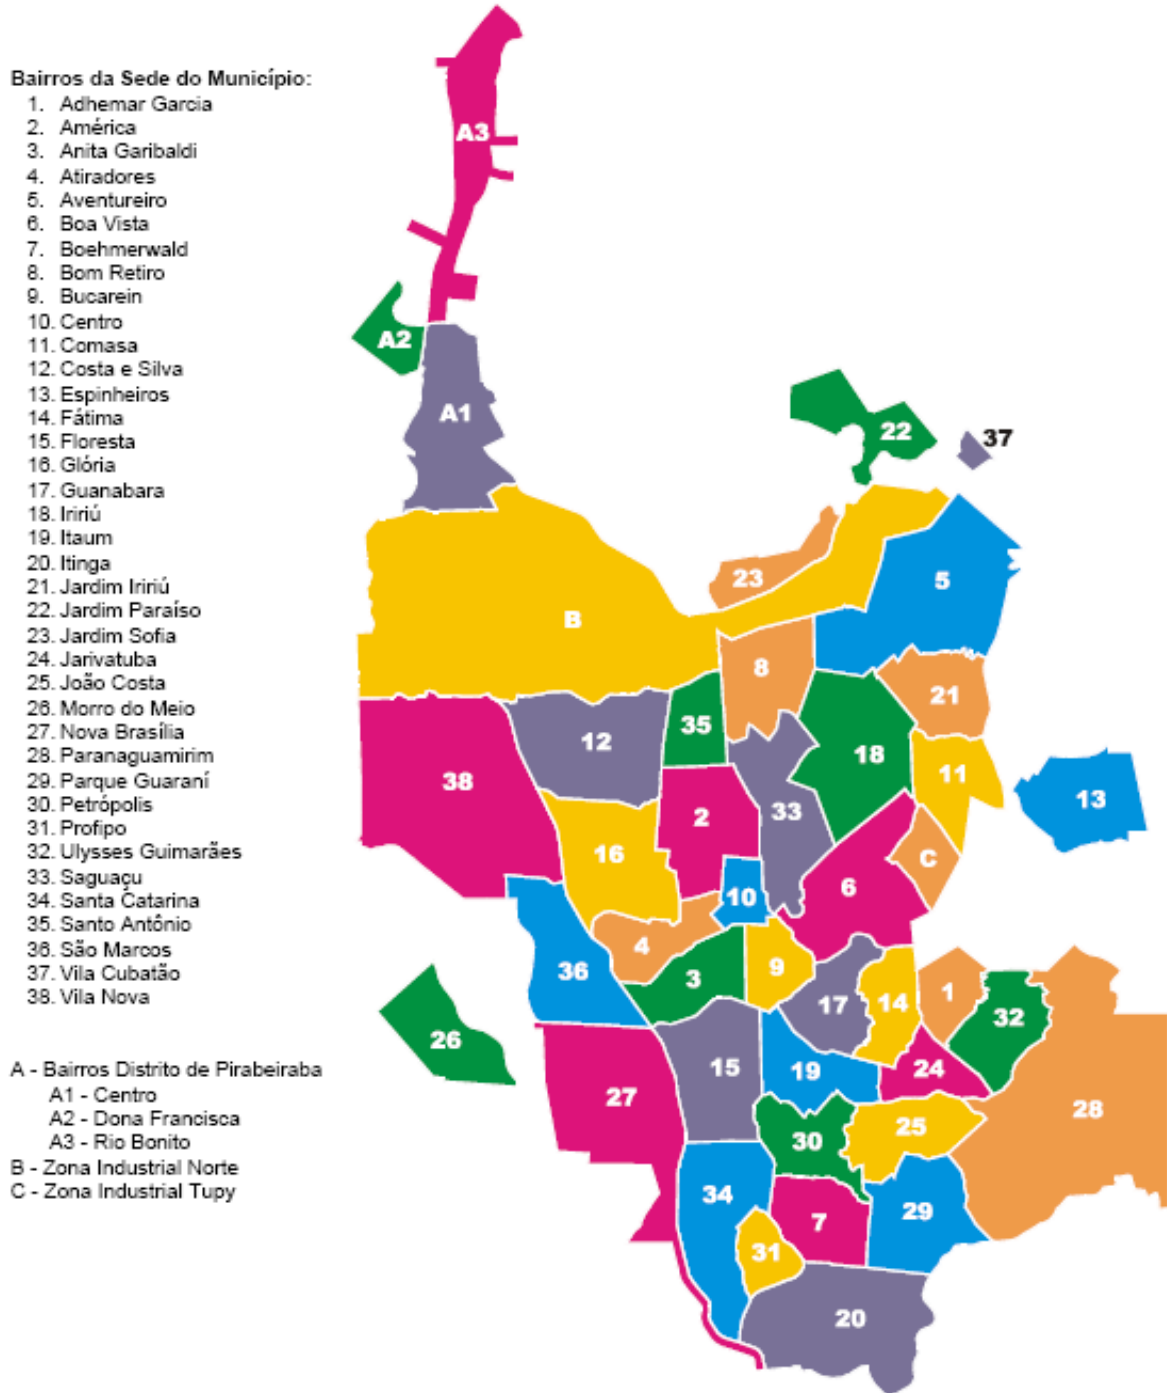 Bairros da Sede do Município:
1. Adhemar Garcia
2. América
3. Anita Garibaldi
4. Atiradores
5. Aventureiro
6. Boa Vista
7. Boehmerwald
8. Bom Retiro
9. Bucarein
10. Centro
11. Comasa
12. Costa e Silva
13. Espinheiros
14. Fátima
15. Floresta
16. Glória
17. Guanabara
18. Iririú
19. Itaum
20. Itinga
21. Jardim Iririú
22. Jardim Paraíso
23. Jardim Sofia
24. Jarivatuba
25. João Costa
26. Morro do Meio
27. Nova Brasília
28. Paranaguamirim
29. Parque Guaraní
30. Petrópolis
31. Profipo
32. Ulysses Guimarães
33. Saguaçu
34. Santa Catarina
35. Santo Antônio
36. São Marcos
37. Vila Cubatão
38. Vila Nova
A - Bairros Distrito de Pirabeiraba
A1 - Centro
A2 - Dona Francisca
A3 - Rio Bonito
B - Zona Industrial Norte
C - Zona Industrial Tupy
A3
A2
A1
22
37
23
5
B
8
21
35
12
18
38
11
13
2
33
16
C
6
10
4
36
3
9
17
14
1
32
26
15
19
24
27
28
30
25
34
7
29
31
20